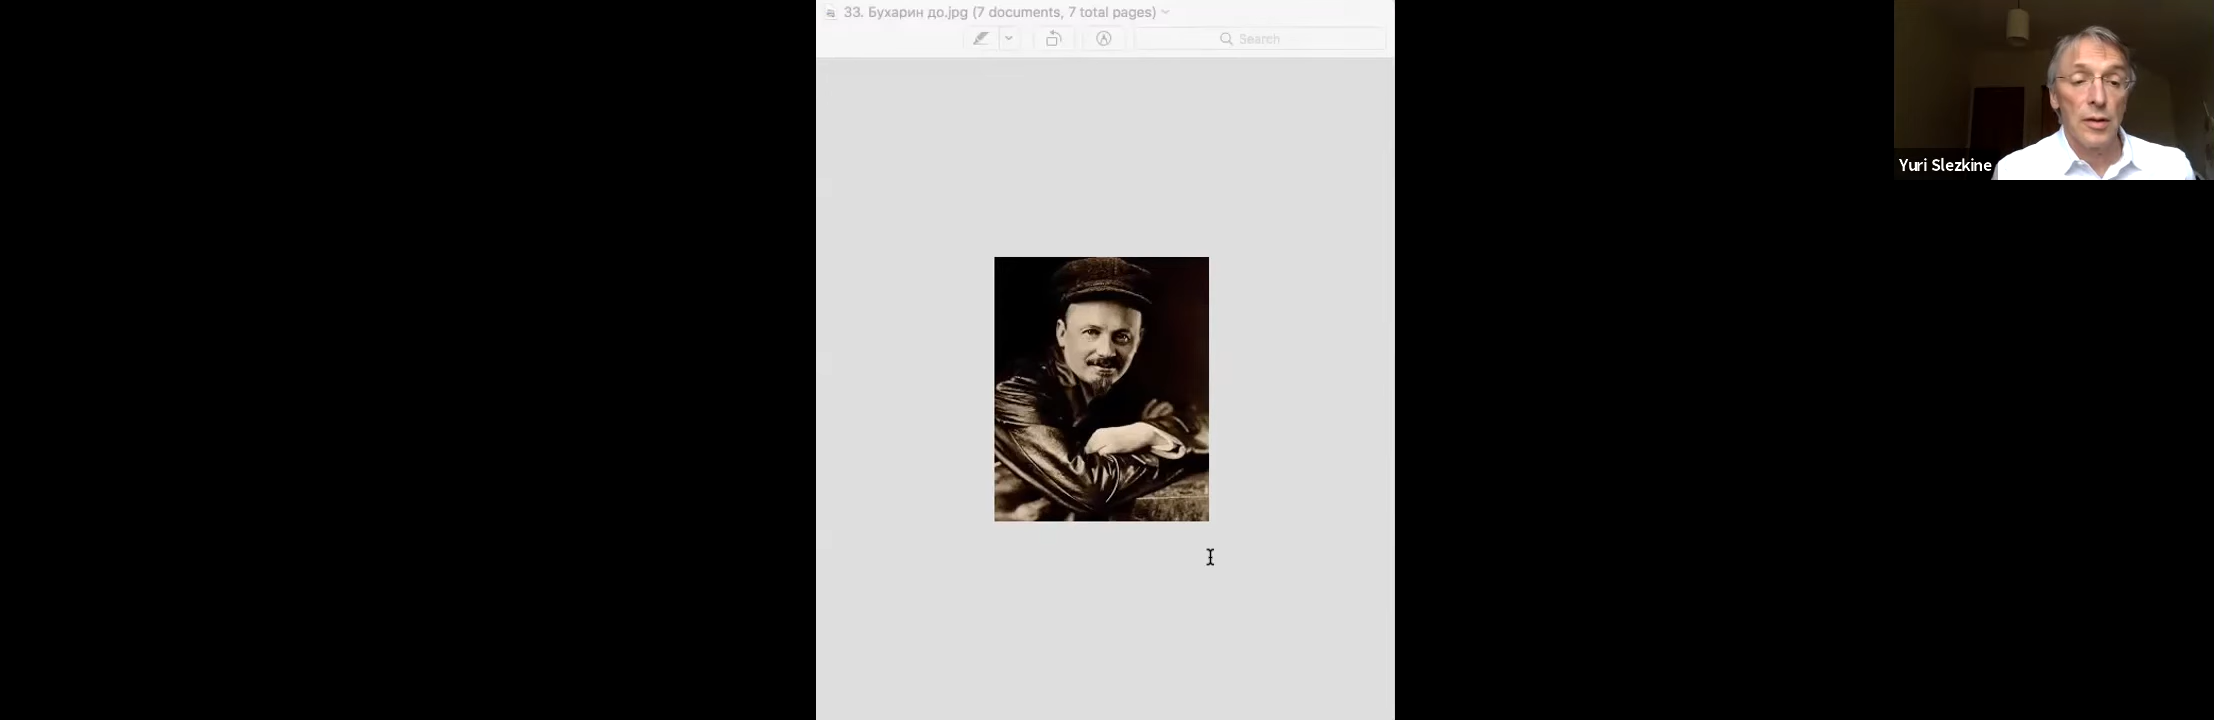 33. Бухарин до.jpg (7 documents, 7 total pages)
Search
Yuri Slezkine